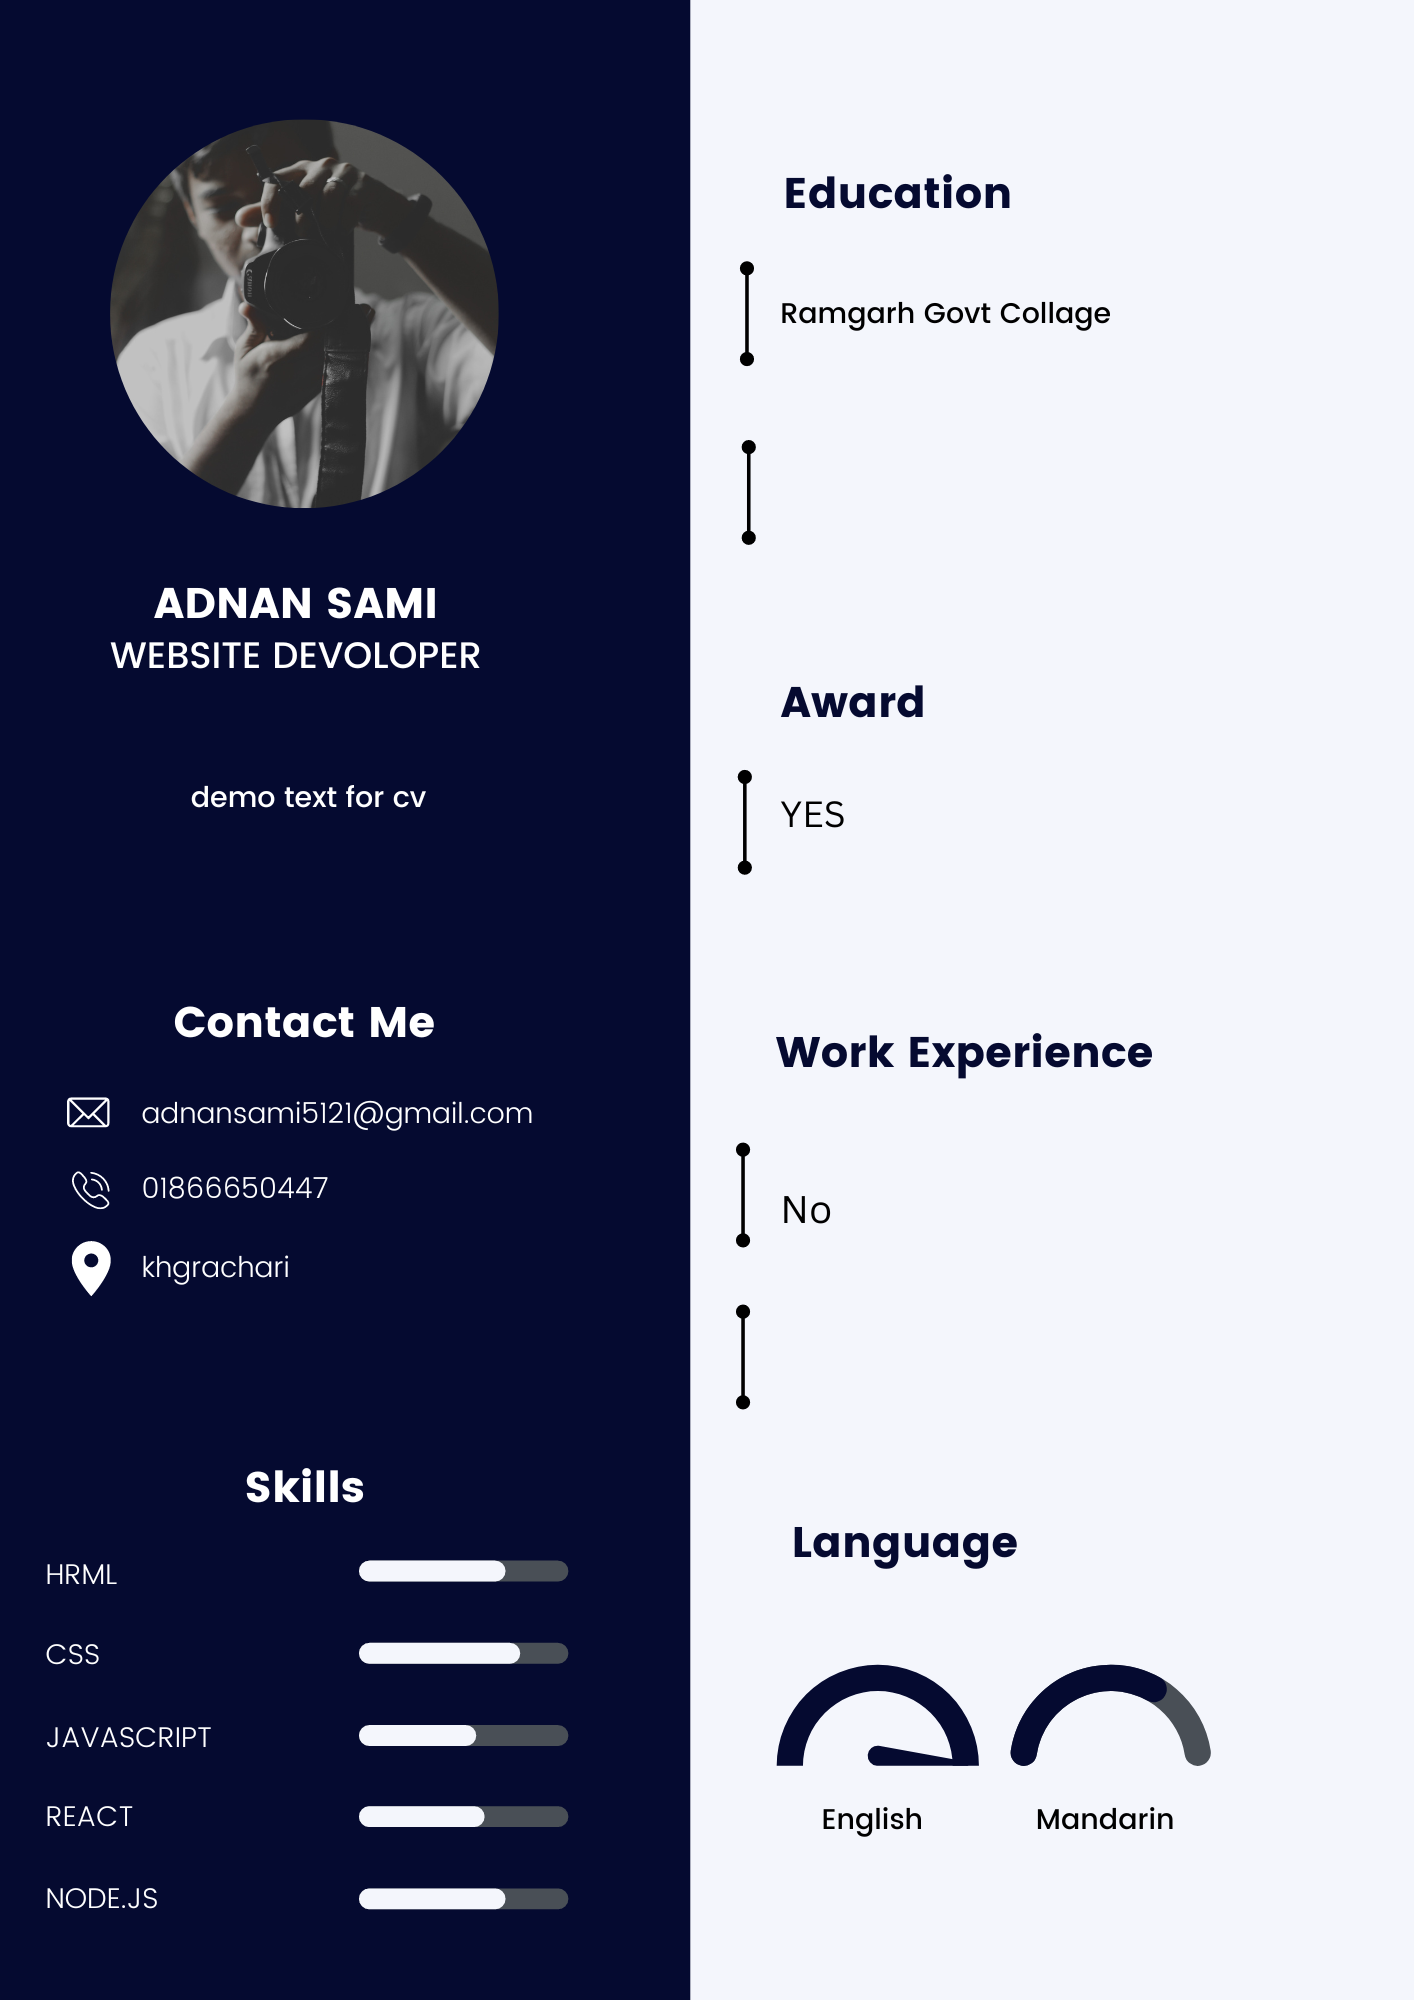 ADNAN SAMI
WEBSITE DEVOLOPER
demo text for cv
Contact Me
adnansami5121@gmail.com
01866650447
khgrachari
Skills
HRML
CSS
JAVASCRIPT
REACT
NODE.JS
Education
Ramgarh Govt Collage
Award
YES
Work Experience
No
Language
English
Mandarin